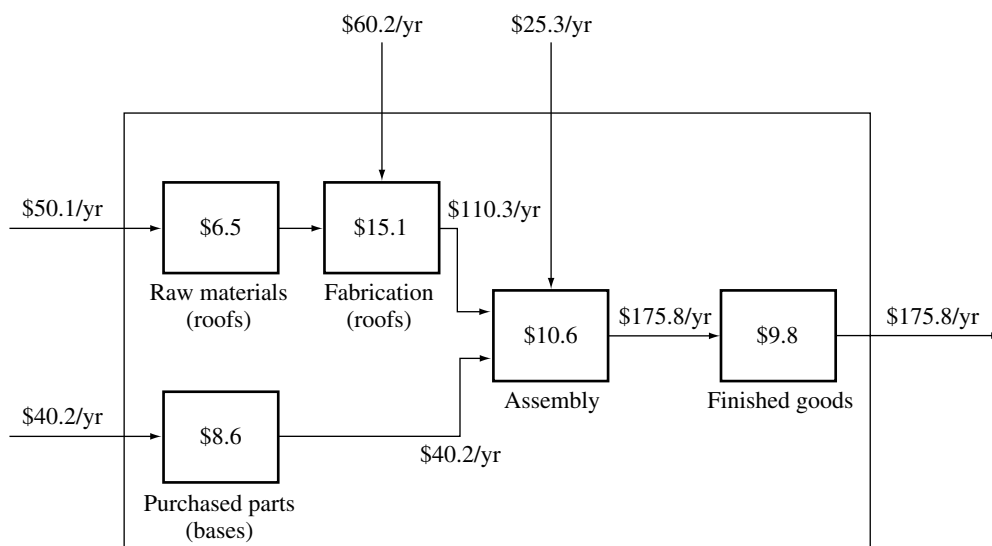 $60.2/yr
$25.3/yr
$50.1/yr
$6.5
$15.1
$110.3/yr
Raw materials
(roofs)
Fabrication
(roofs)
$10.6
$175.8/yr
$9.8
$175.8/yr
Assembly
Finished goods
$40.2/yr
$8.6
$40.2/yr
Purchased parts
(bases)